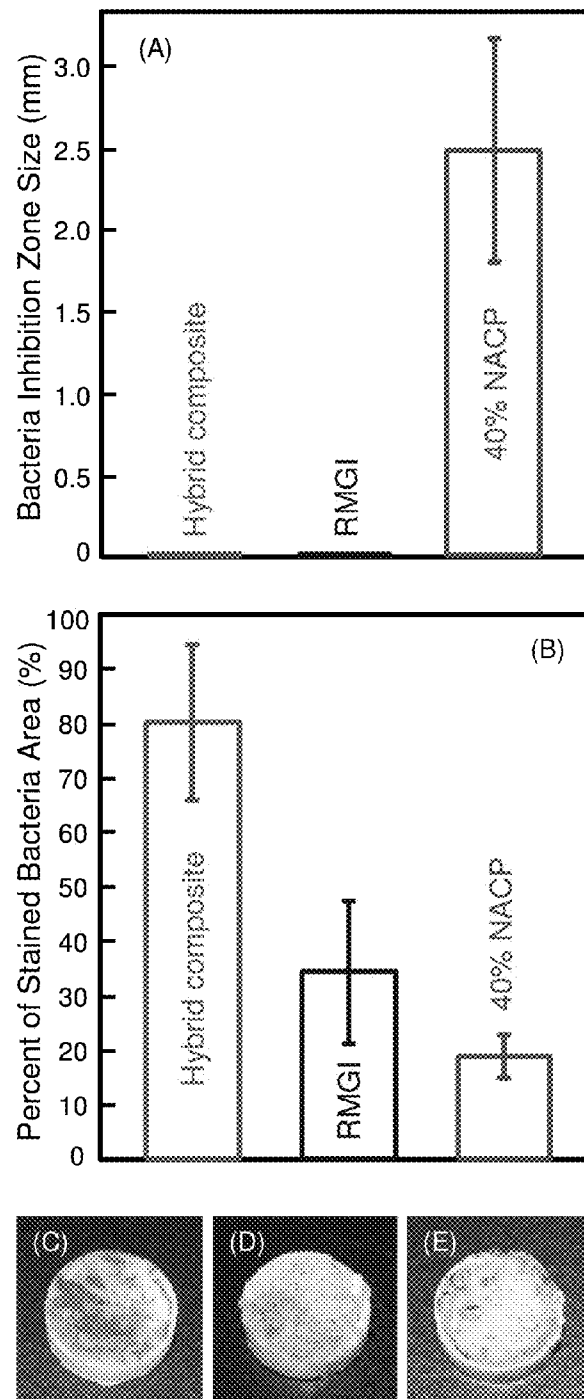 Bacteria Inhibition Zone Size (mm)
3.0
2.5
2.0
1.5
1.0
0.5
0
(A)
Hybrid composite
RMGI
40% NACP
Percent of Stained Bacteria Area (%)
100
90
80
70
60
50
40
30
20
10
0
(B)
Hybrid composite
RMGI
40% NACP
(C)
(D)
(E)